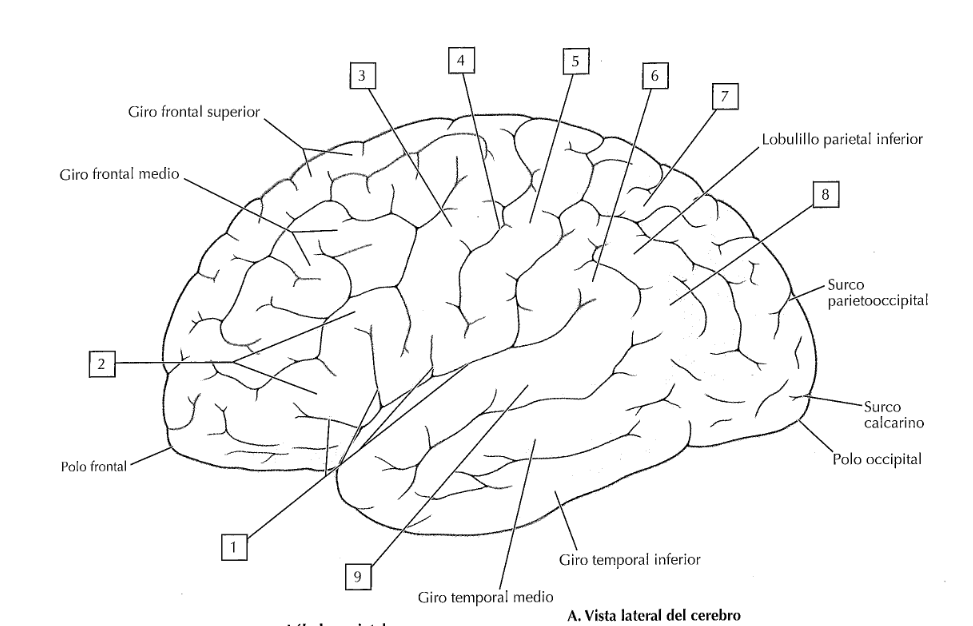 4
5
3
6
7
Giro frontal superior
Lobulillo parietal inferior
Giro frontal medio
8
Surco
parietooccipital
2
Surco
calcarino
Polo frontal
Polo occipital
1
Giro temporal inferior
9
Giro temporal medio
A. Vista lateral del cerebro